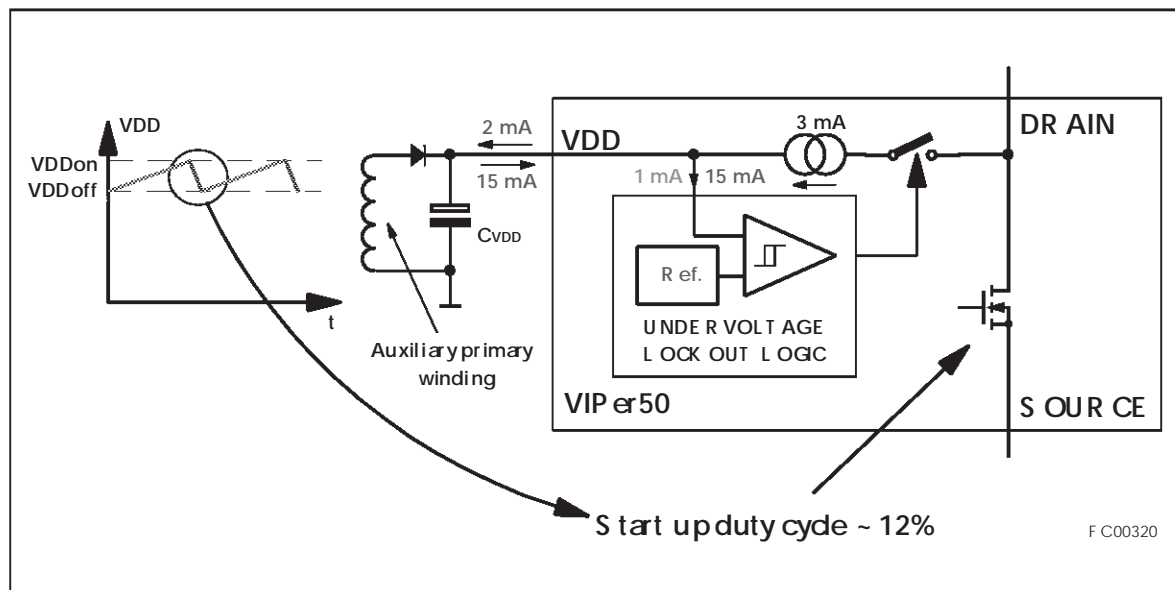 VDD
VDDon
VDDoff
t
2 mA
15 mA
CVDD
Auxiliary primary
winding
VDD
3 mA
DRAIN
1 mA 15 mA
Ref.
UNDERVOLTAGE
LOCK OUT LOGIC
VIPer50
SOURCE
Start up duty cycle ~ 12%
FC00320